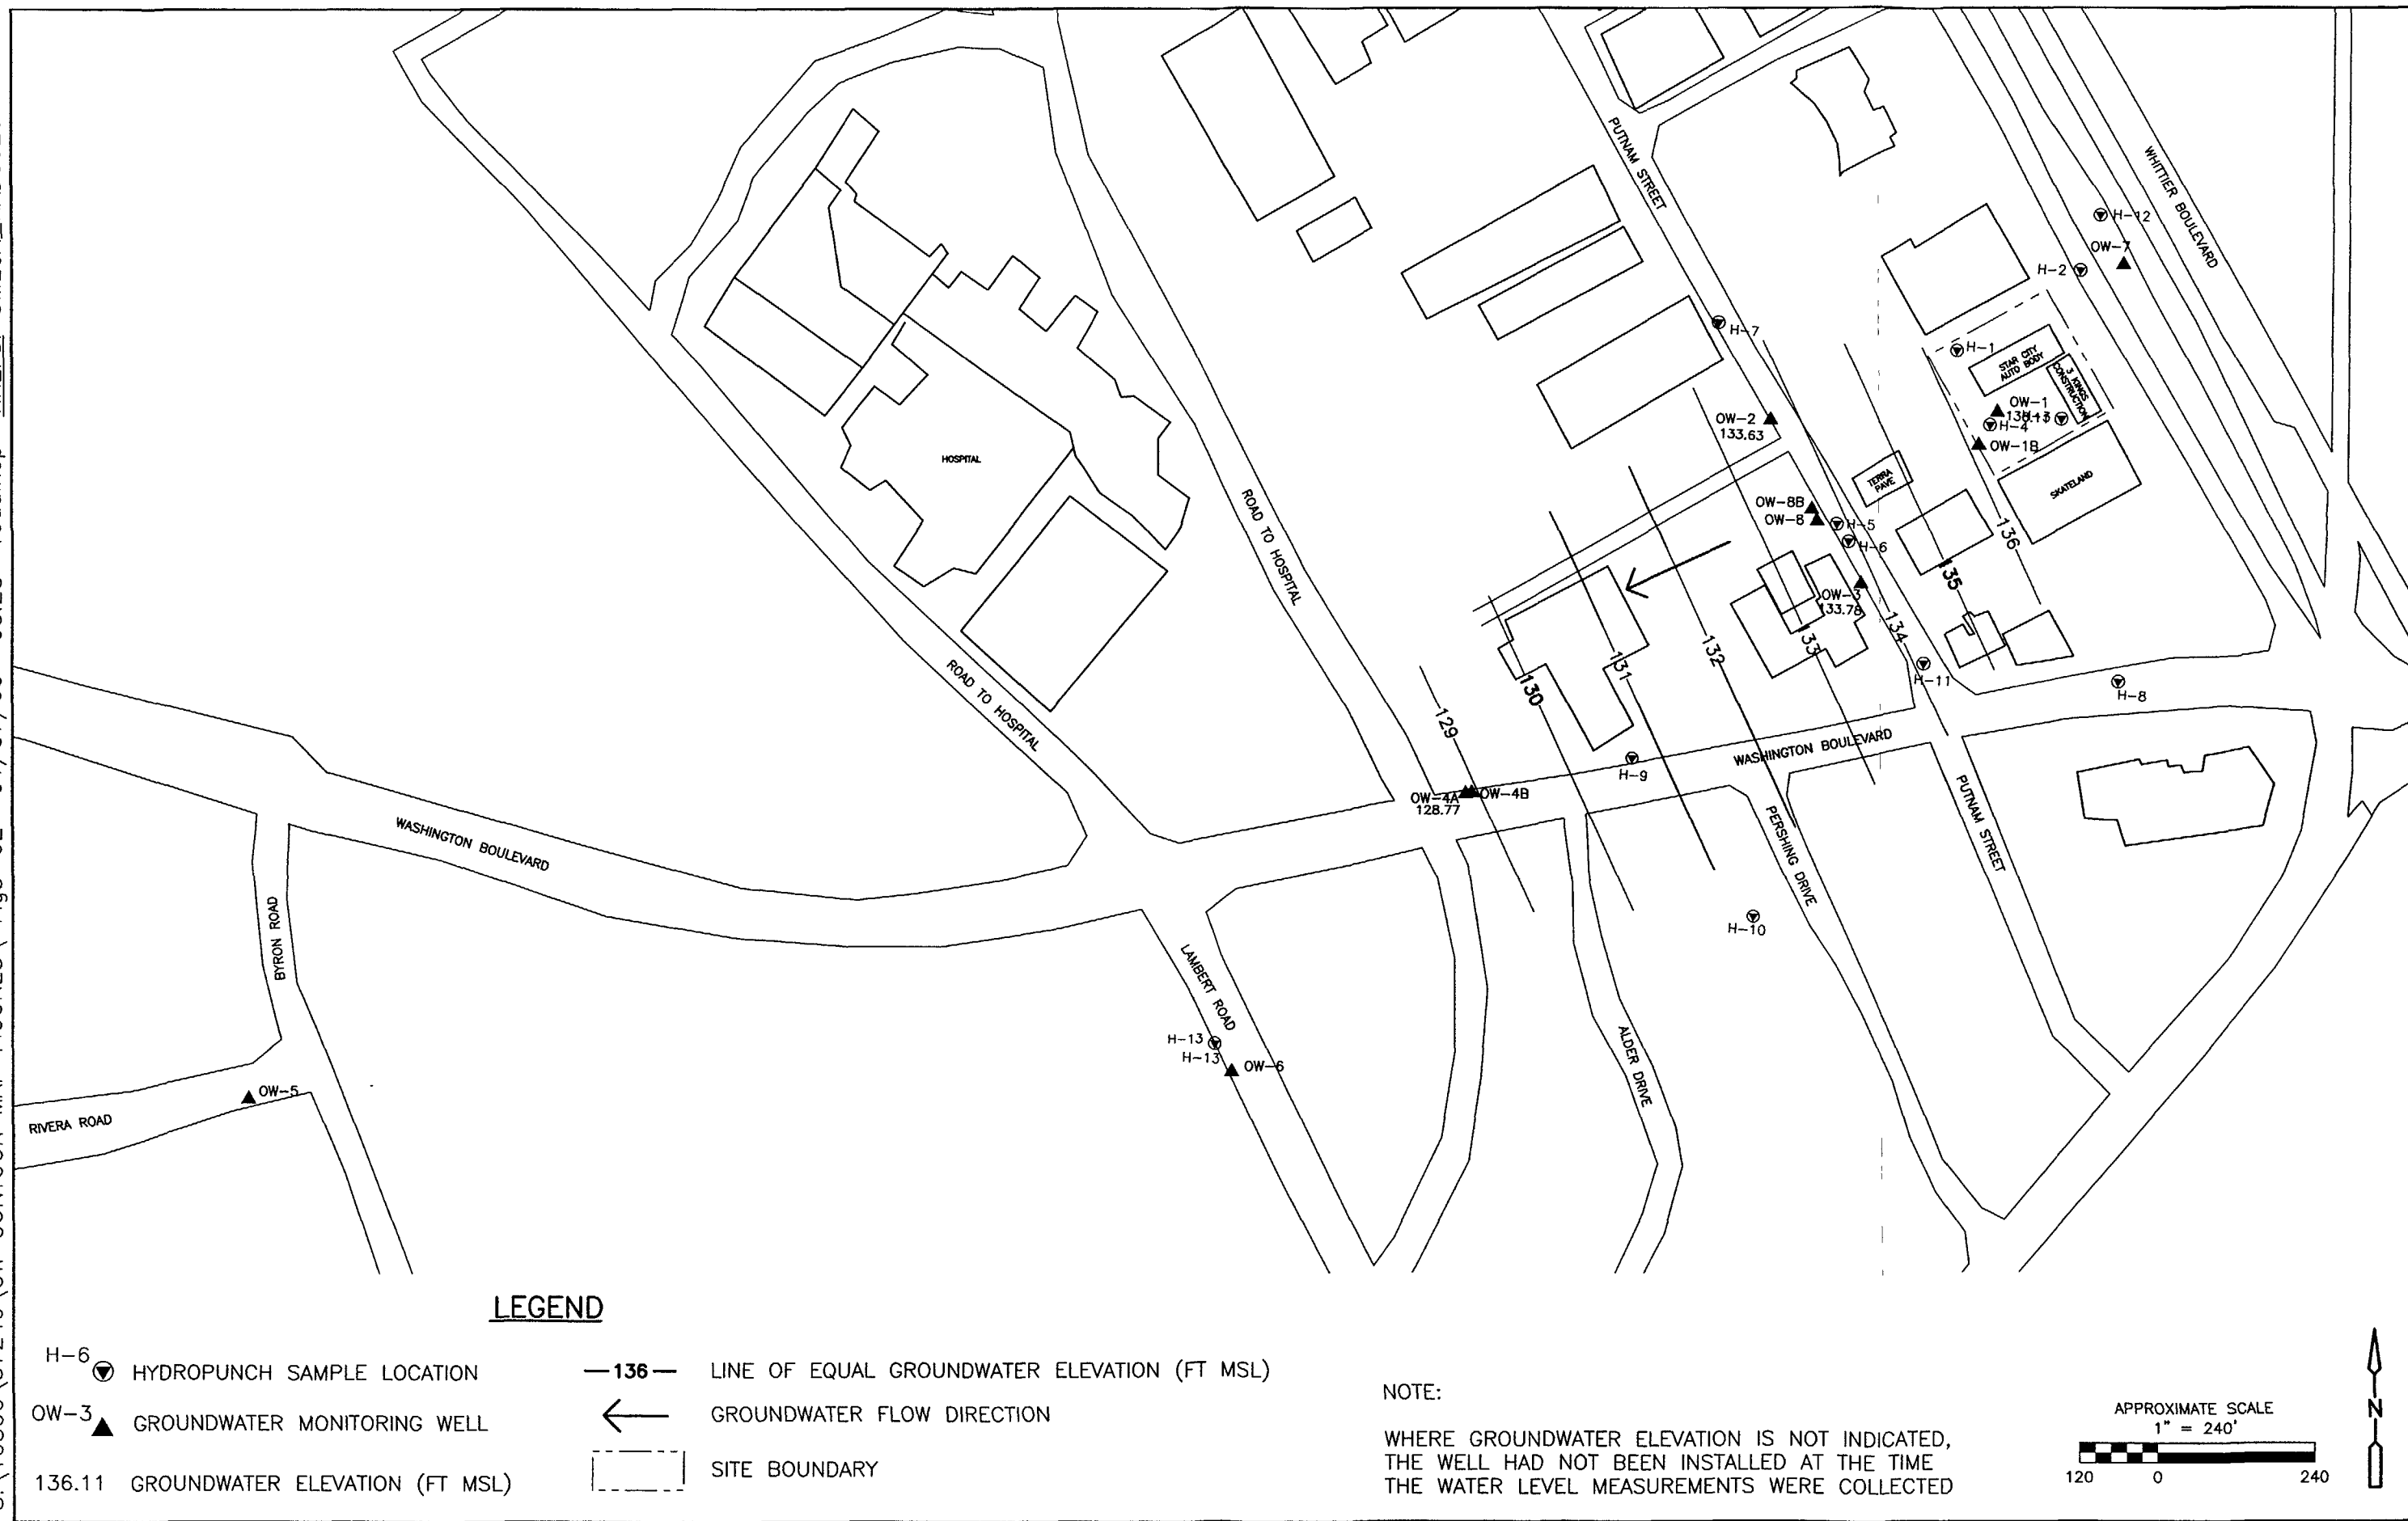 PUTNAM STREET
WHITTIER BOULEVARD
H-12
OW-7
H-2
H-7
H-1
STAR CITY
AUTO BODY
3 KINGS
CONSTRUCTION
OW-1
H-4
OW-1B
OW-2
133.63
SKATELAND
TERRA
PAVE
HOSPITAL
OW-8B
OW-8
H-5
H-6
136
135
ROAD TO HOSPITAL
OW-3
133.78
134
133
132
131
130
129
H-11
H-8
ROAD TO HOSPITAL
WASHINGTON BOULEVARD
H-9
OW-4A
OW-4B
128.77
PUTNAM STREET
PERSHING DRIVE
WASHINGTON BOULEVARD
BYRON ROAD
H-10
LAMBERT ROAD
H-13
H-13
OW-6
ALDER DRIVE
OW-5
RIVERA ROAD
LEGEND
H-6
HYDROPUNCH SAMPLE LOCATION
OW-3
GROUNDWATER MONITORING WELL
136.11 GROUNDWATER ELEVATION (FT MSL)
136 LINE OF EQUAL GROUNDWATER ELEVATION (FT MSL)
GROUNDWATER FLOW DIRECTION
SITE BOUNDARY
NOTE:
WHERE GROUNDWATER ELEVATION IS NOT INDICATED,
THE WELL HAD NOT BEEN INSTALLED AT THE TIME
THE WATER LEVEL MEASUREMENTS WERE COLLECTED
APPROXIMATE SCALE
1" = 240'
120 0 240
N